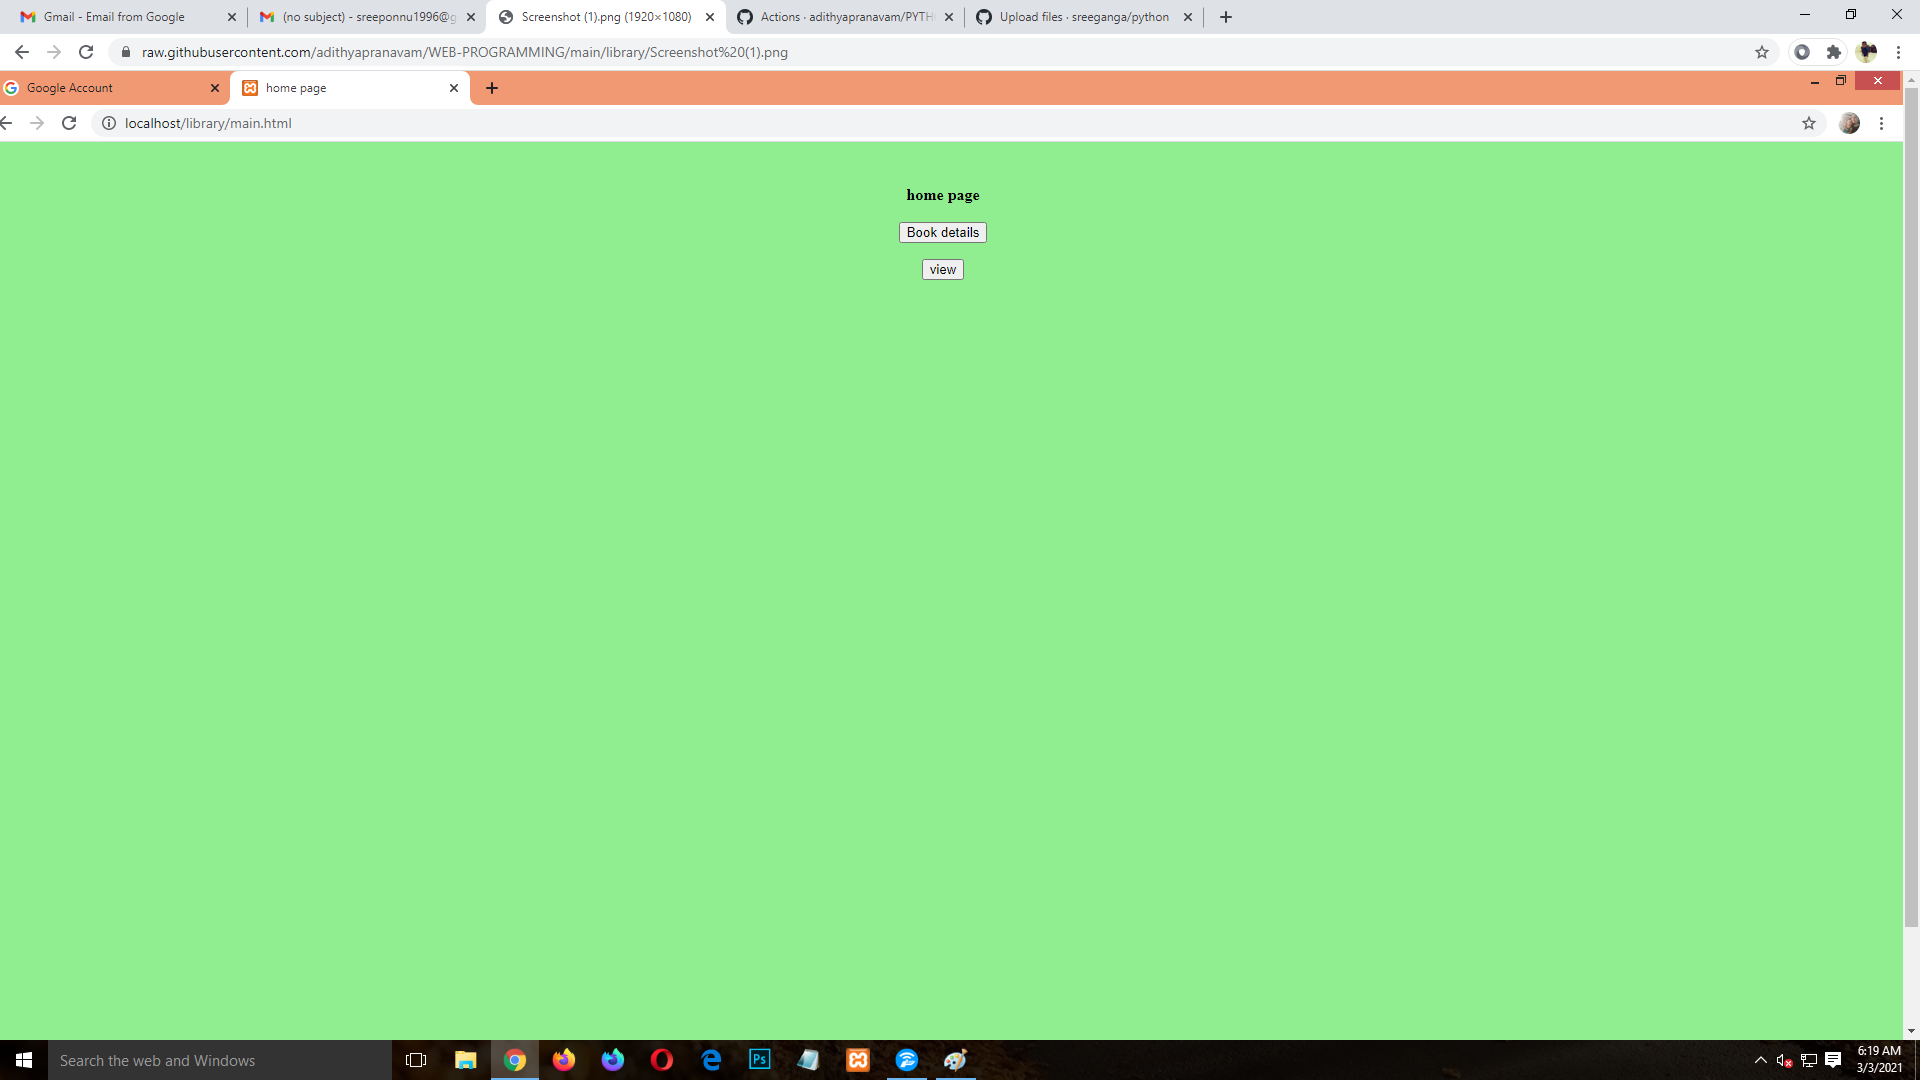 Gmail - Email from Google
(no subject) - sreeponnu1996@g
Screenshot (1).png (1920×1080)
Actions · adithyapranavam/PYTH
Upload files · sreeganga/python
raw.githubusercontent.com/adithyapranavam/WEB-PROGRAMMING/main/library/Screenshot%20(1).png
Google Account
home page
localhost/library/main.html
home page
Book details
view
Search the web and Windows
Ps
6:19 AM
3/3/2021